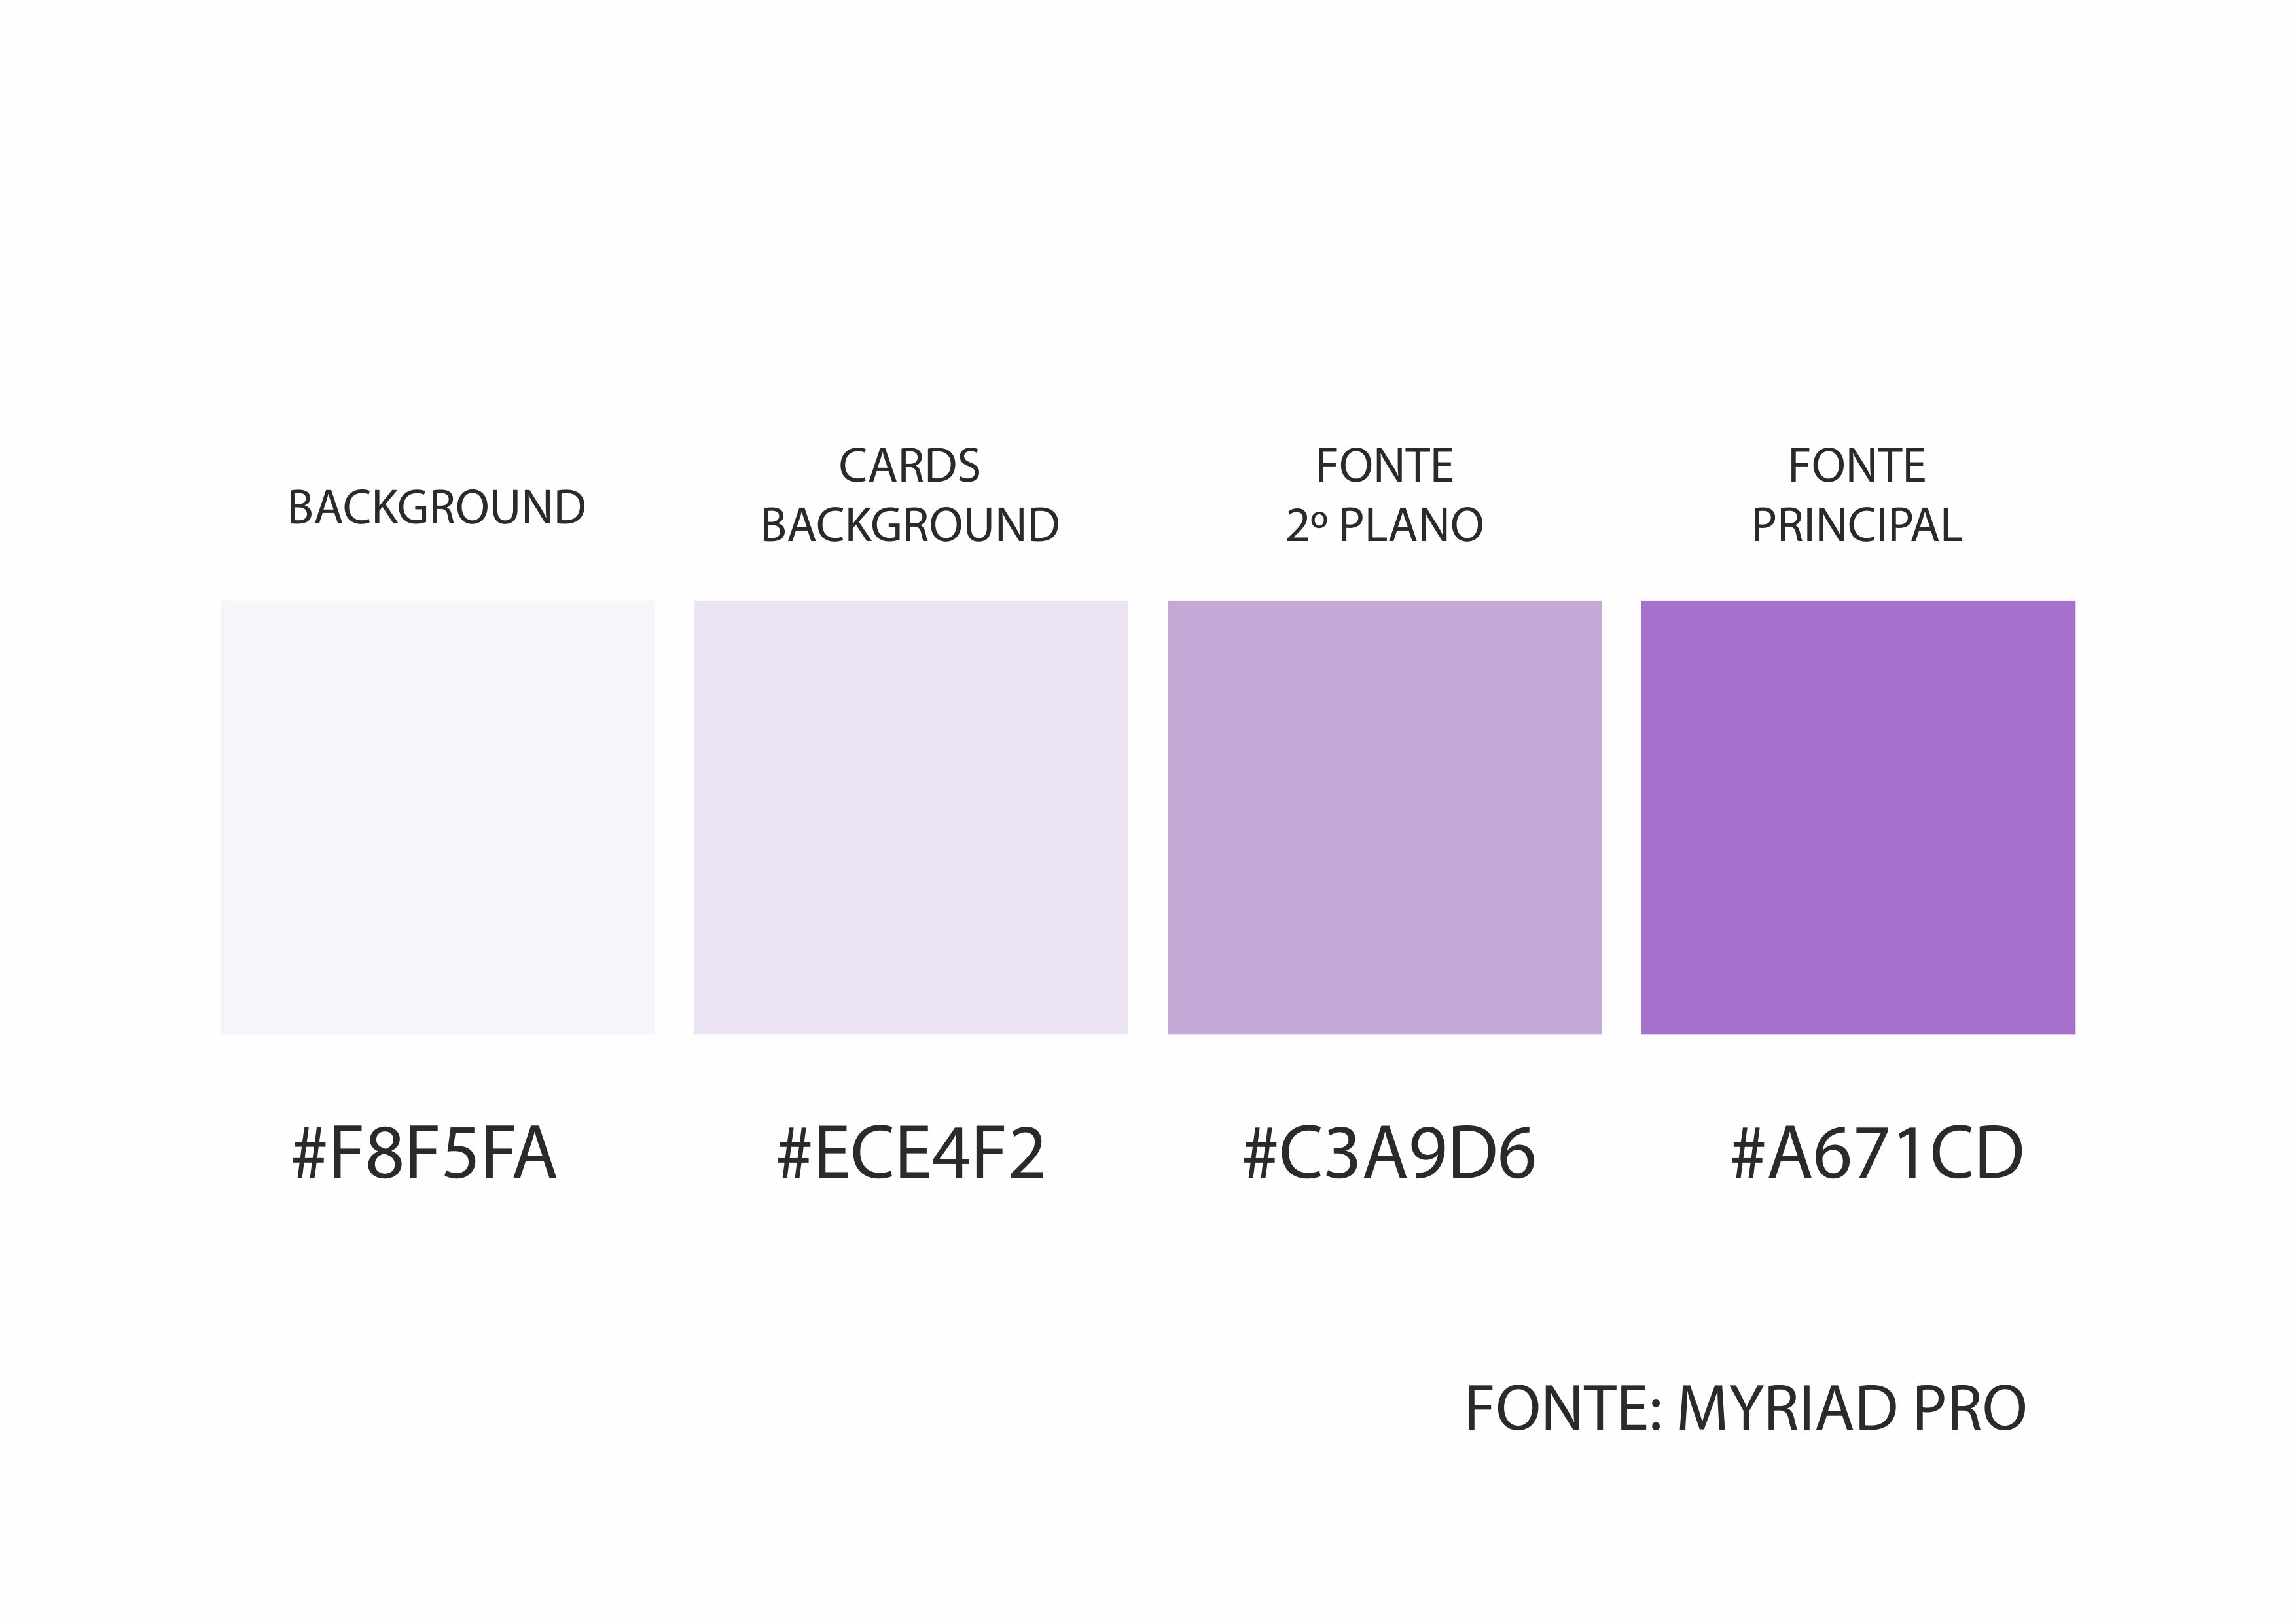 BACKGROUND
CARDS
BACKGROUND
FONTE
2º PLANO
FONTE
PRINCIPAL
#F8F5FA
#ECE4F2
#C3A9D6
#A671CD
FONTE: MYRIAD PRO